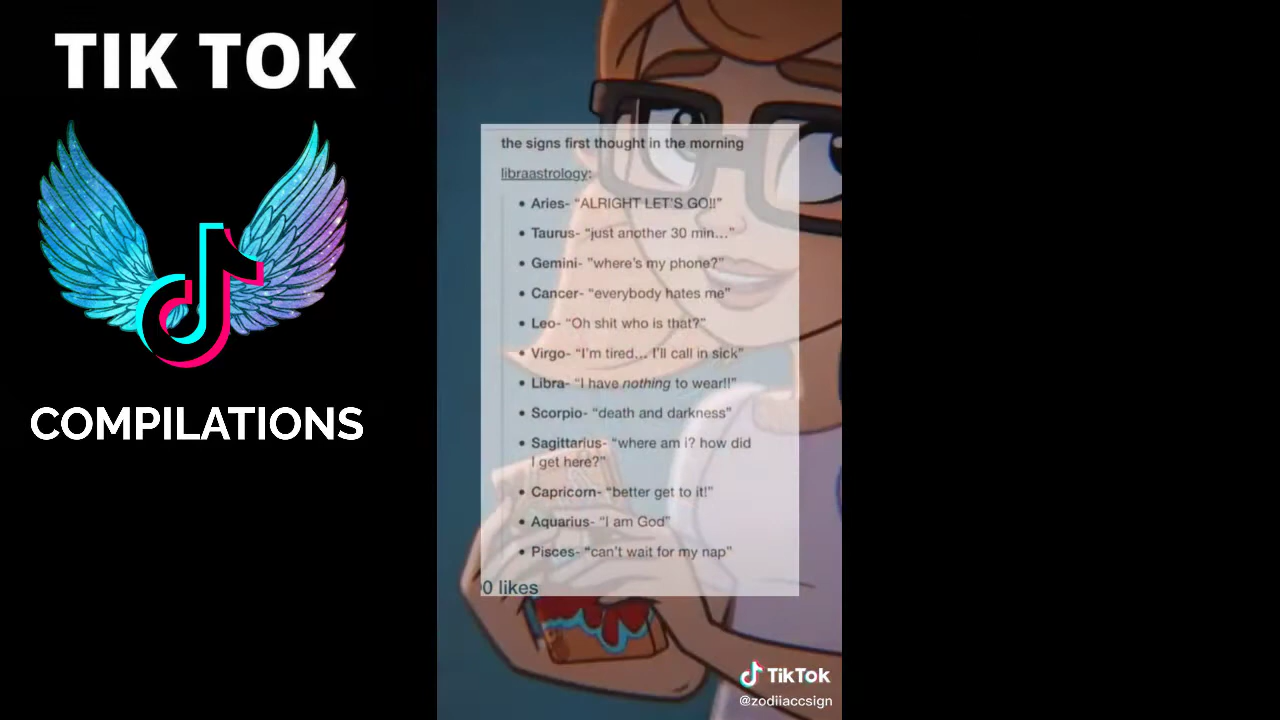 TIK TOK
COMPILATIONS
the signs first thought in the morning
libraastrology:
• Aries- “ALRIGHT LET’S GO!!”
• Taurus- “just another 30 min...”
• Gemini- “where’s my phone?”
• Cancer- “everybody hates me”
• Leo- “Oh shit who is that?”
• Virgo- “I’m tired... I’ll call in sick”
• Libra- “I have nothing to wear!!”
• Scorpio- “death and darkness”
• Sagittarius- “where am i? how did
I get here?”
• Capricorn- “better get to it!”
• Aquarius- “I am God”
• Pisces- “can’t wait for my nap”
0 likes
TikTok
@zodiiaccsign